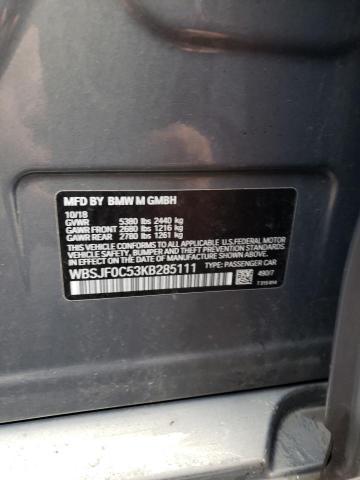 MFD BY BMW M GMBH
10/18
GVWR 5380 lbs 2440 kg
GAWR FRONT 2680 lbs 1216 kg
GAWR REAR 2780 lbs 1261 kg
THIS VEHICLE CONFORMS TO ALL APPLICABLE U.S. FEDERAL MOTOR
VEHICLE SAFETY, BUMPER, AND THEFT PREVENTION STANDARDS
IN EFFECT ON THE DATE OF MANUFACTURE SHOWN ABOVE.
WBSJF0C53KB285111 TYPE: PASSENGER CAR
490/7